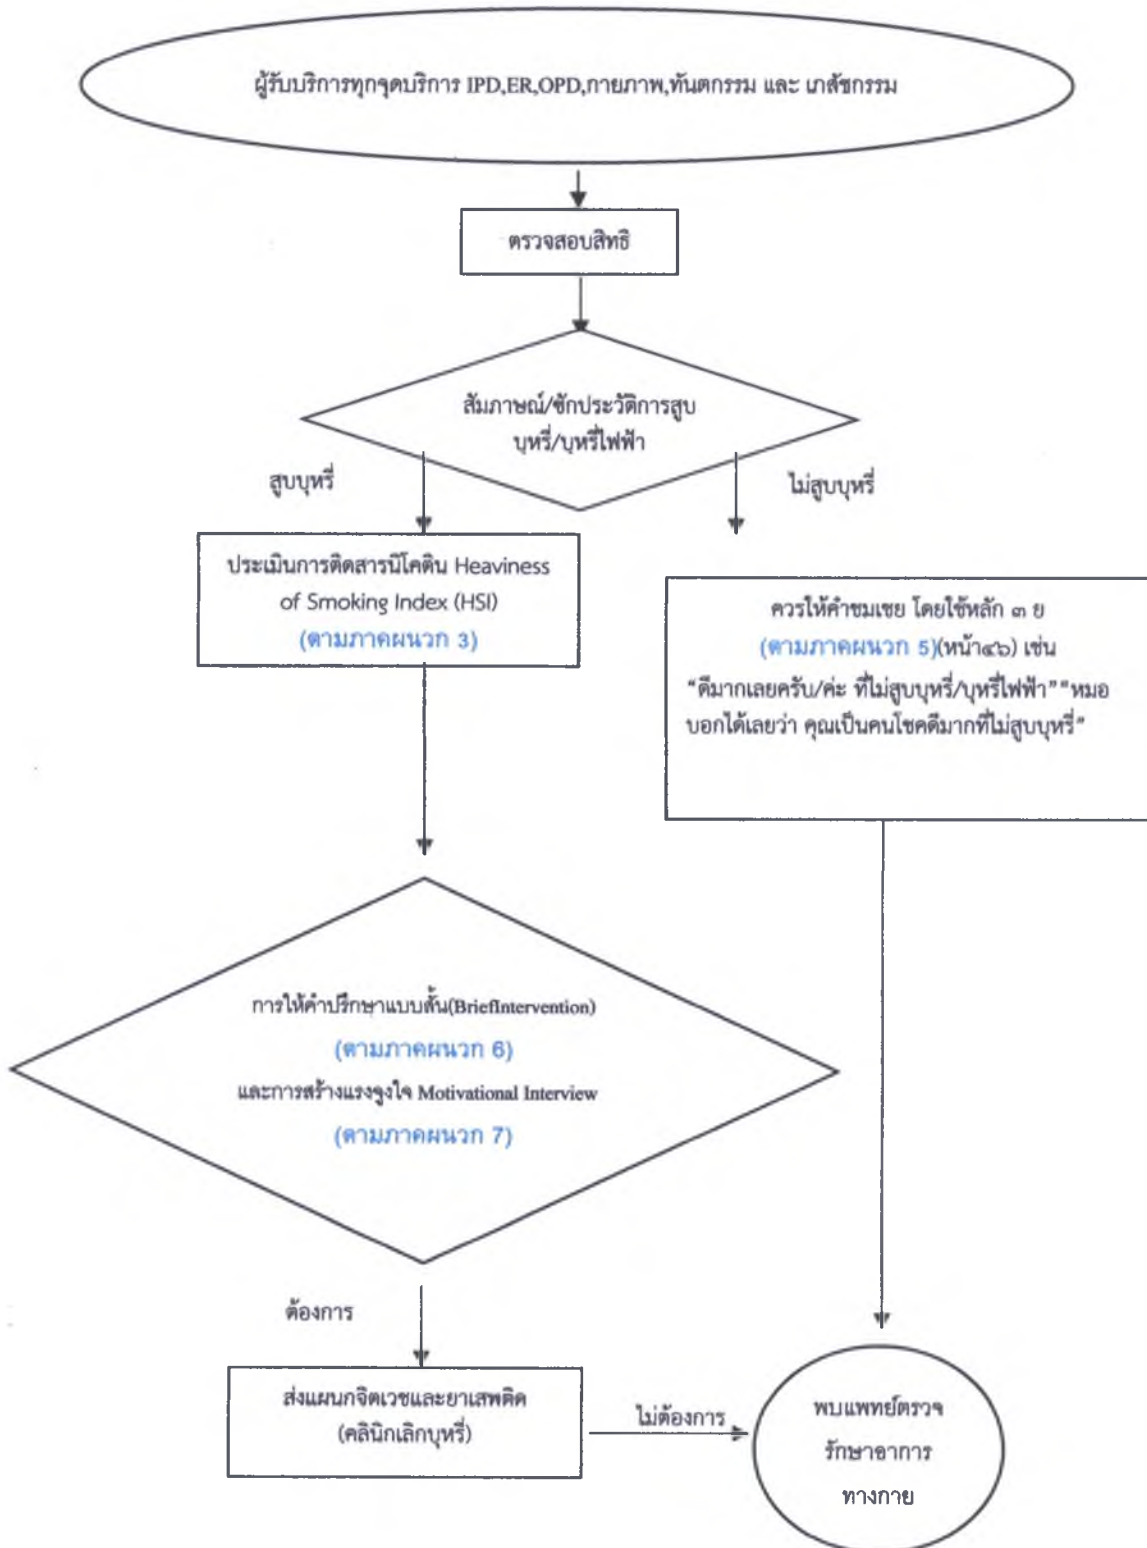 ผู้รับบริการทุกจุดบริการ IPD,ER,OPD,กายภาพ,ทันตกรรม และ เภสัชกรรม
ตรวจสอบสิทธิ
สัมภาษณ์/ซักประวัติการสูบ
บุหรี่/บุหรี่ไฟฟ้า
สูบบุหรี่
ไม่สูบบุหรี่
ประเมินการติดสารนิโคติน Heaviness
of Smoking Index (HSI)
(ตามภาคผนวก 3)
ควรให้คำชมเชย โดยใช้หลัก ๓ ย
(ตามภาคผนวก 5)(หน้า๔๖) เช่น
“ดีมากเลยครับ/ค่ะ ที่ไม่สูบบุหรี่/บุหรี่ไฟฟ้า”“หมอ
บอกได้เลยว่า คุณเป็นคนโชคดีมากที่ไม่สูบบุหรี่”
การให้คำปรึกษาแบบสั้น(BriefIntervention)
(ตามภาคผนวก 6)
และการสร้างแรงจูงใจ Motivational Interview
(ตามภาคผนวก 7)
ต้องการ
ส่งแผนกจิตเวชและยาเสพติด
(คลินิกเลิกบุหรี่)
ไม่ต้องการ
พบแพทย์ตรวจ
รักษาอาการ
ทางกาย